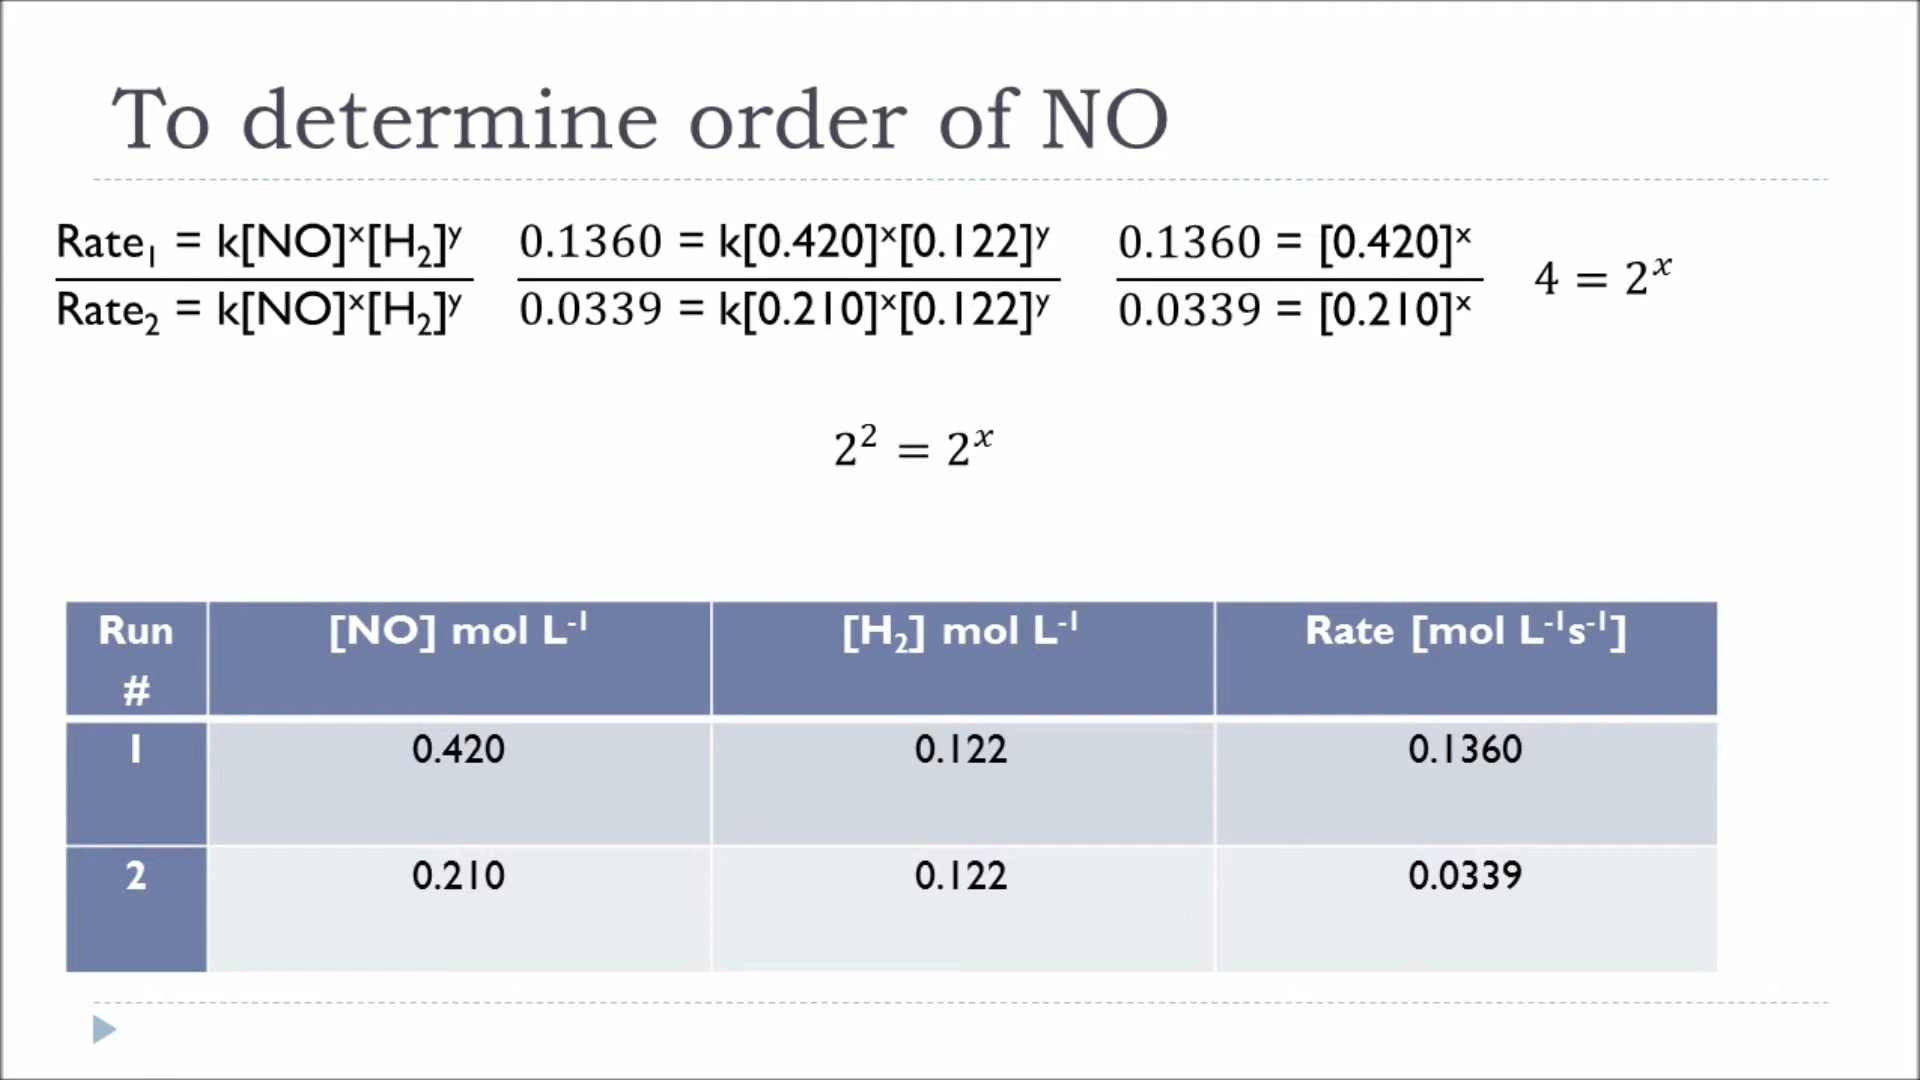 To determine order of NO
Rate₁ = k[NO]ˣ[H₂]ʸ
Rate₂ = k[NO]ˣ[H₂]ʸ
0.1360 = k[0.420]ˣ[0.122]ʸ
0.0339 = k[0.210]ˣ[0.122]ʸ
0.1360 = [0.420]ˣ
0.0339 = [0.210]ˣ
4 = 2ˣ
2² = 2ˣ
Run # [NO] mol L⁻¹ [H₂] mol L⁻¹ Rate [mol L⁻¹s⁻¹]
1 0.420 0.122 0.1360
2 0.210 0.122 0.0339